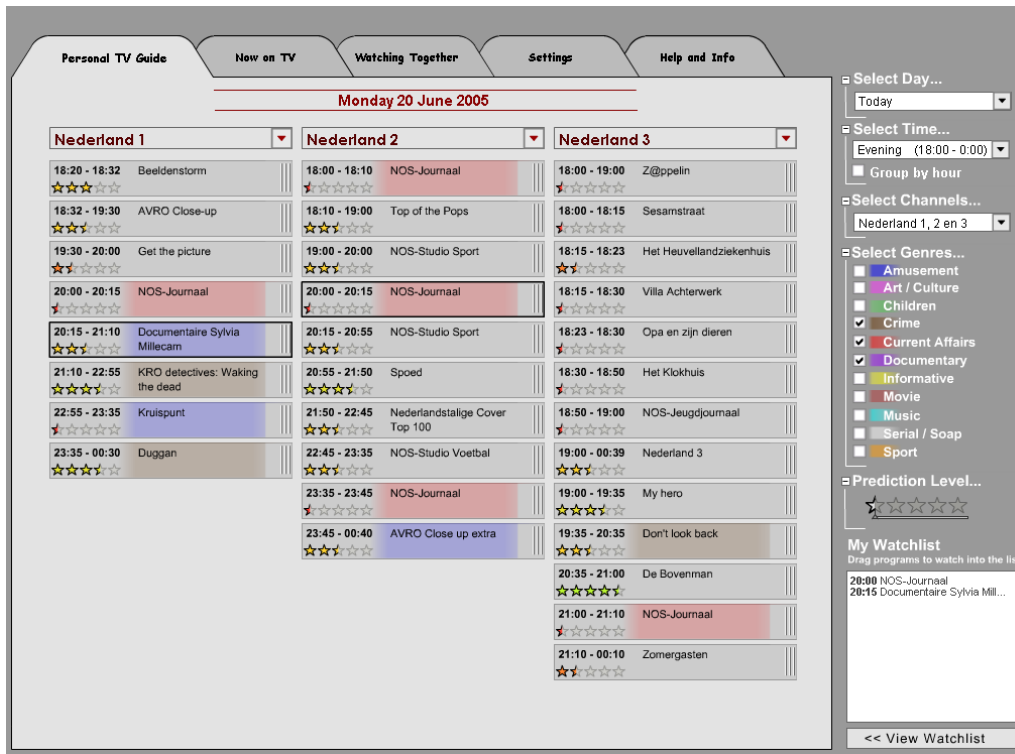 Personal TV Guide
Now on TV
Watching Together
Settings
Help and Info
Monday 20 June 2005
Nederland 1
18:20 - 18:32 Beeldenstorm
18:32 - 19:30 AVRO Close-up
19:30 - 20:00 Get the picture
20:00 - 20:15 NOS-Journaal
20:15 - 21:10 Documentaire Sylvia
Millecam
21:10 - 22:55 KRO detectives: Waking
the dead
22:55 - 23:35 Kruispunt
23:35 - 00:30 Duggan
Nederland 2
18:00 - 18:10 NOS-Journaal
18:10 - 19:00 Top of the Pops
19:00 - 20:00 NOS-Studio Sport
20:00 - 20:15 NOS-Journaal
20:15 - 20:55 NOS-Studio Sport
20:55 - 21:50 Spoed
21:50 - 22:45 Nederlandstalige Cover
Top 100
22:45 - 23:35 NOS-Studio Voetbal
23:35 - 23:45 NOS-Journaal
23:45 - 00:40 AVRO Close up extra
Nederland 3
18:00 - 19:00 Z@ppelin
18:00 - 18:15 Sesamstraat
18:15 - 18:23 Het Heuvellandziekenhuis
18:15 - 18:30 Villa Achterwerk
18:23 - 18:30 Opa en zijn dieren
18:30 - 18:50 Het Klokhuis
18:50 - 19:00 NOS-Jeugdjournaal
19:00 - 00:39 Nederland 3
19:00 - 19:35 My hero
19:35 - 20:35 Don't look back
20:35 - 21:00 De Bovenman
21:00 - 21:10 NOS-Journaal
21:10 - 00:10 Zomergasten
Select Day...
Today
Select Time...
Evening (18:00 - 0:00)
Group by hour
Select Channels...
Nederland 1, 2 en 3
Select Genres...
Amusement
Art / Culture
Children
Crime
Current Affairs
Documentary
Informative
Movie
Music
Serial / Soap
Sport
Prediction Level...
My Watchlist
Drag programs to watch into the lis
20:00 NOS-Journaal
20:15 Documentaire Sylvia Mill...
<< View Watchlist